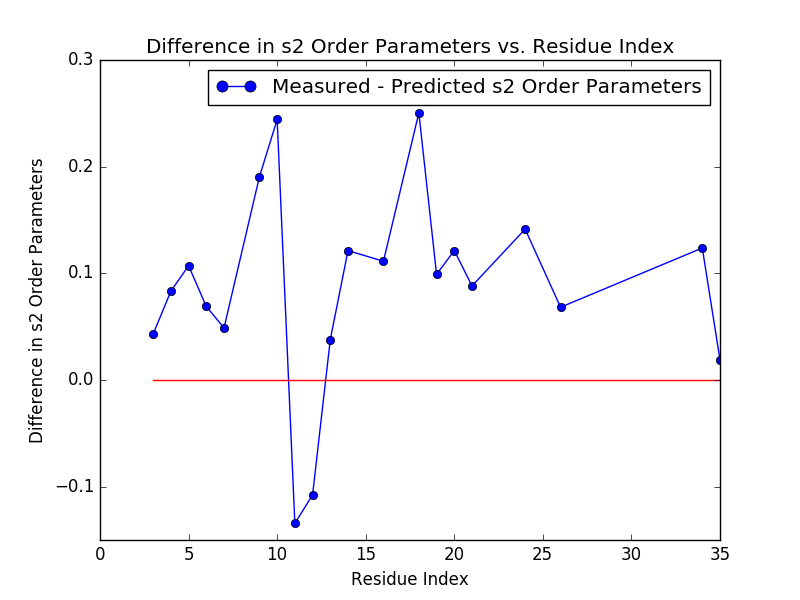 Difference in s2 Order Parameters vs. Residue Index
Measured - Predicted s2 Order Parameters
Difference in s2 Order Parameters
0.3
0.2
0.1
0.0
−0.1
0 5 10 15 20 25 30 35
Residue Index